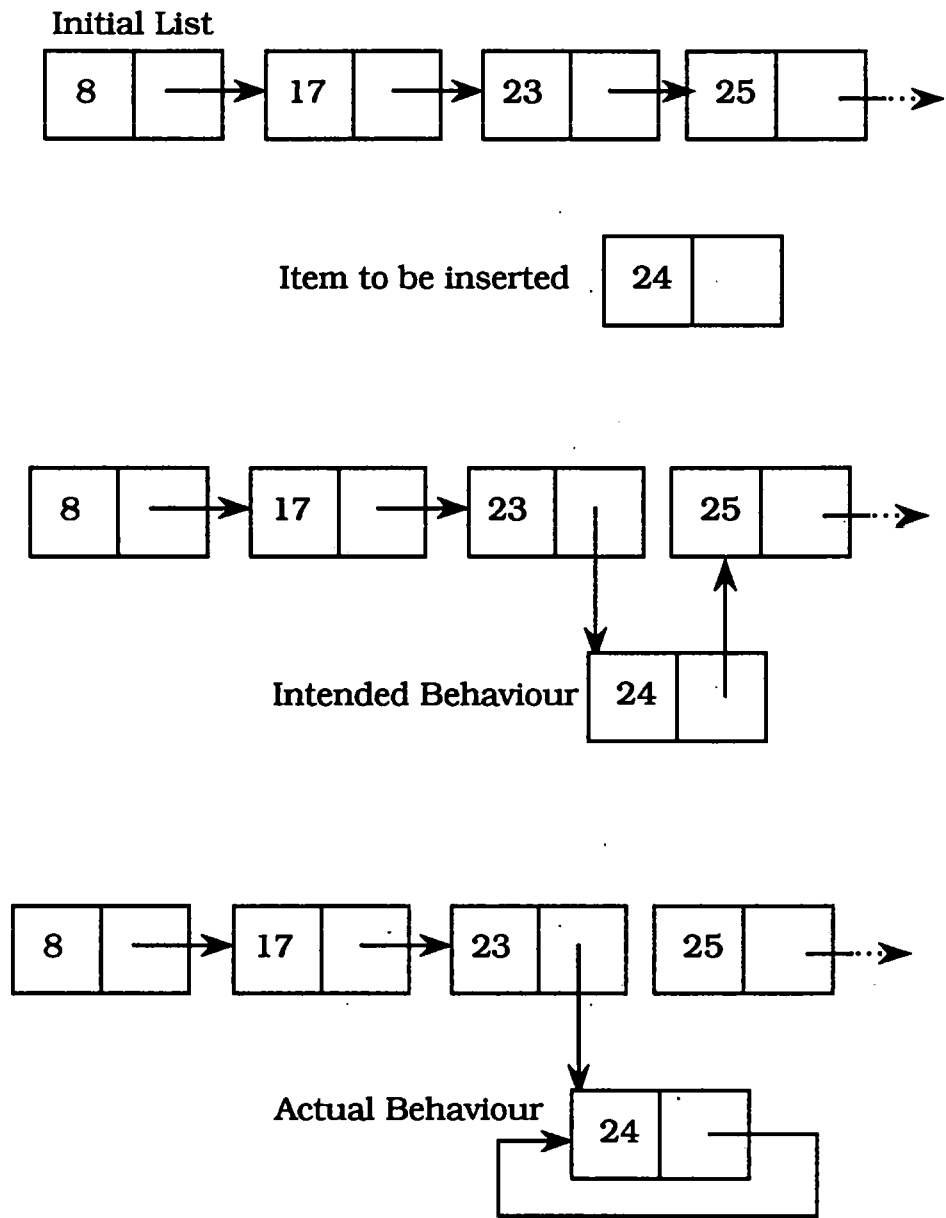 Initial List
8 17 23 25
Item to be inserted 24
8 17 23 25
Intended Behaviour 24
8 17 23 25
Actual Behaviour 24